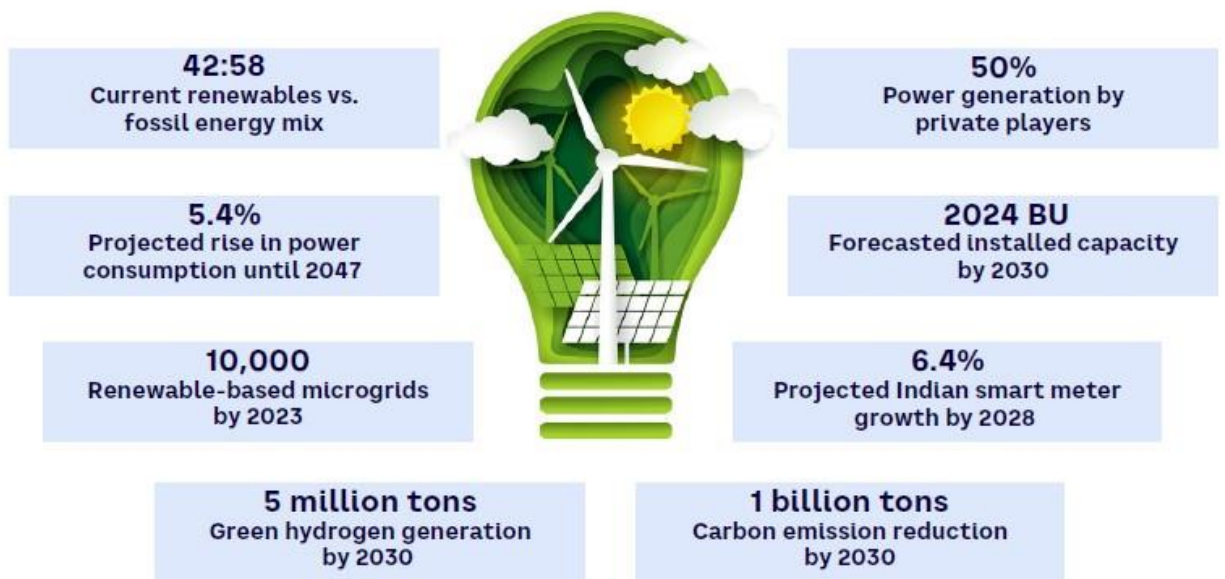 42:58
Current renewables vs.
fossil energy mix
50%
Power generation by
private players
5.4%
Projected rise in power
consumption until 2047
2024 BU
Forecasted installed capacity
by 2030
10,000
Renewable-based microgrids
by 2023
6.4%
Projected Indian smart meter
growth by 2028
5 million tons
Green hydrogen generation
by 2030
1 billion tons
Carbon emission reduction
by 2030